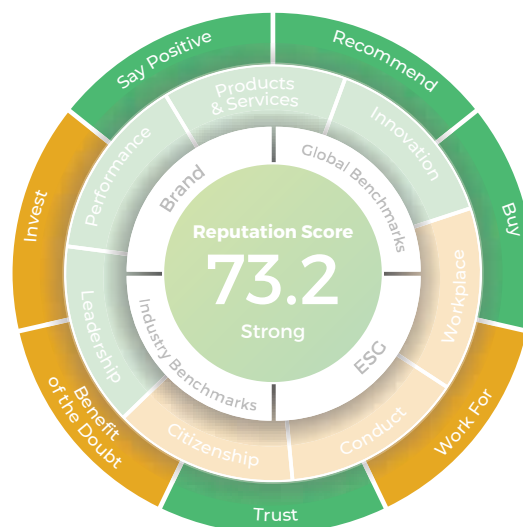 Say Positive
Recommend
Buy
Work For
Trust
Benefit
of the Doubt
Invest
Products
& Services
Innovation
Workplace
Conduct
Citizenship
Leadership
Performance
Brand
Global Benchmarks
ESG
Industry Benchmarks
Reputation Score
73.2
Strong